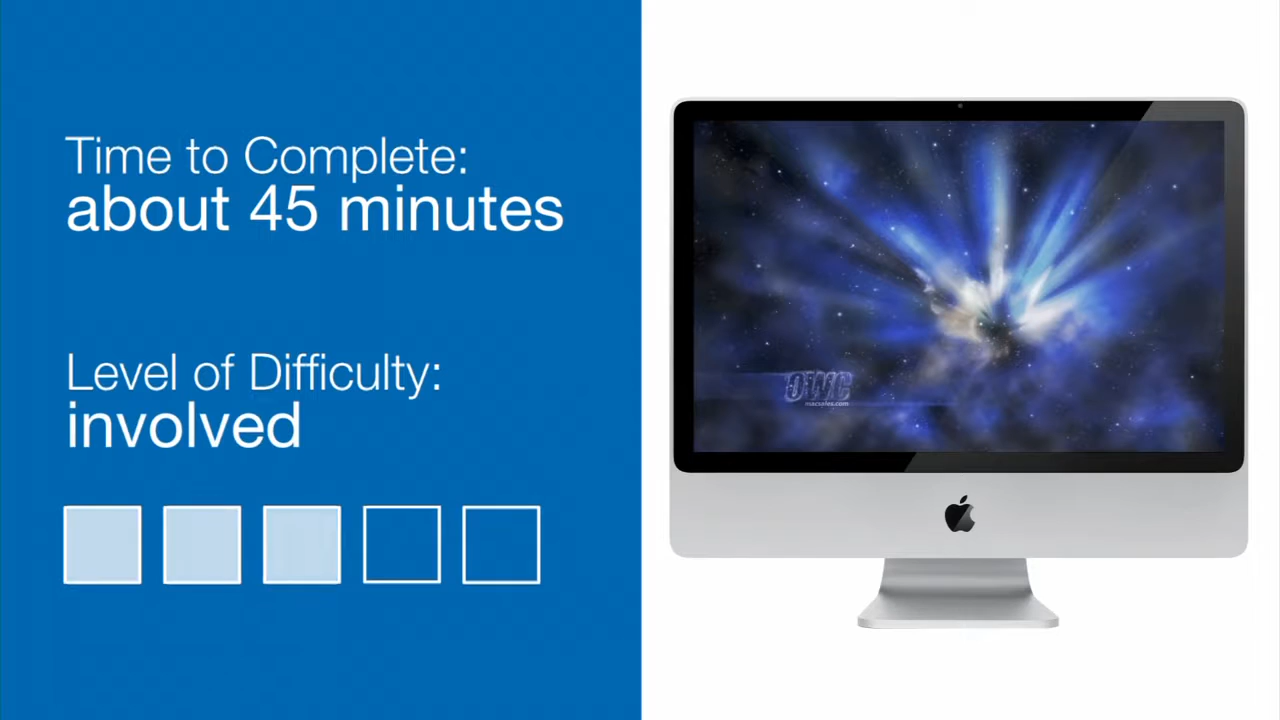 Time to Complete:
about 45 minutes
Level of Difficulty:
involved
OWC
macsales.com